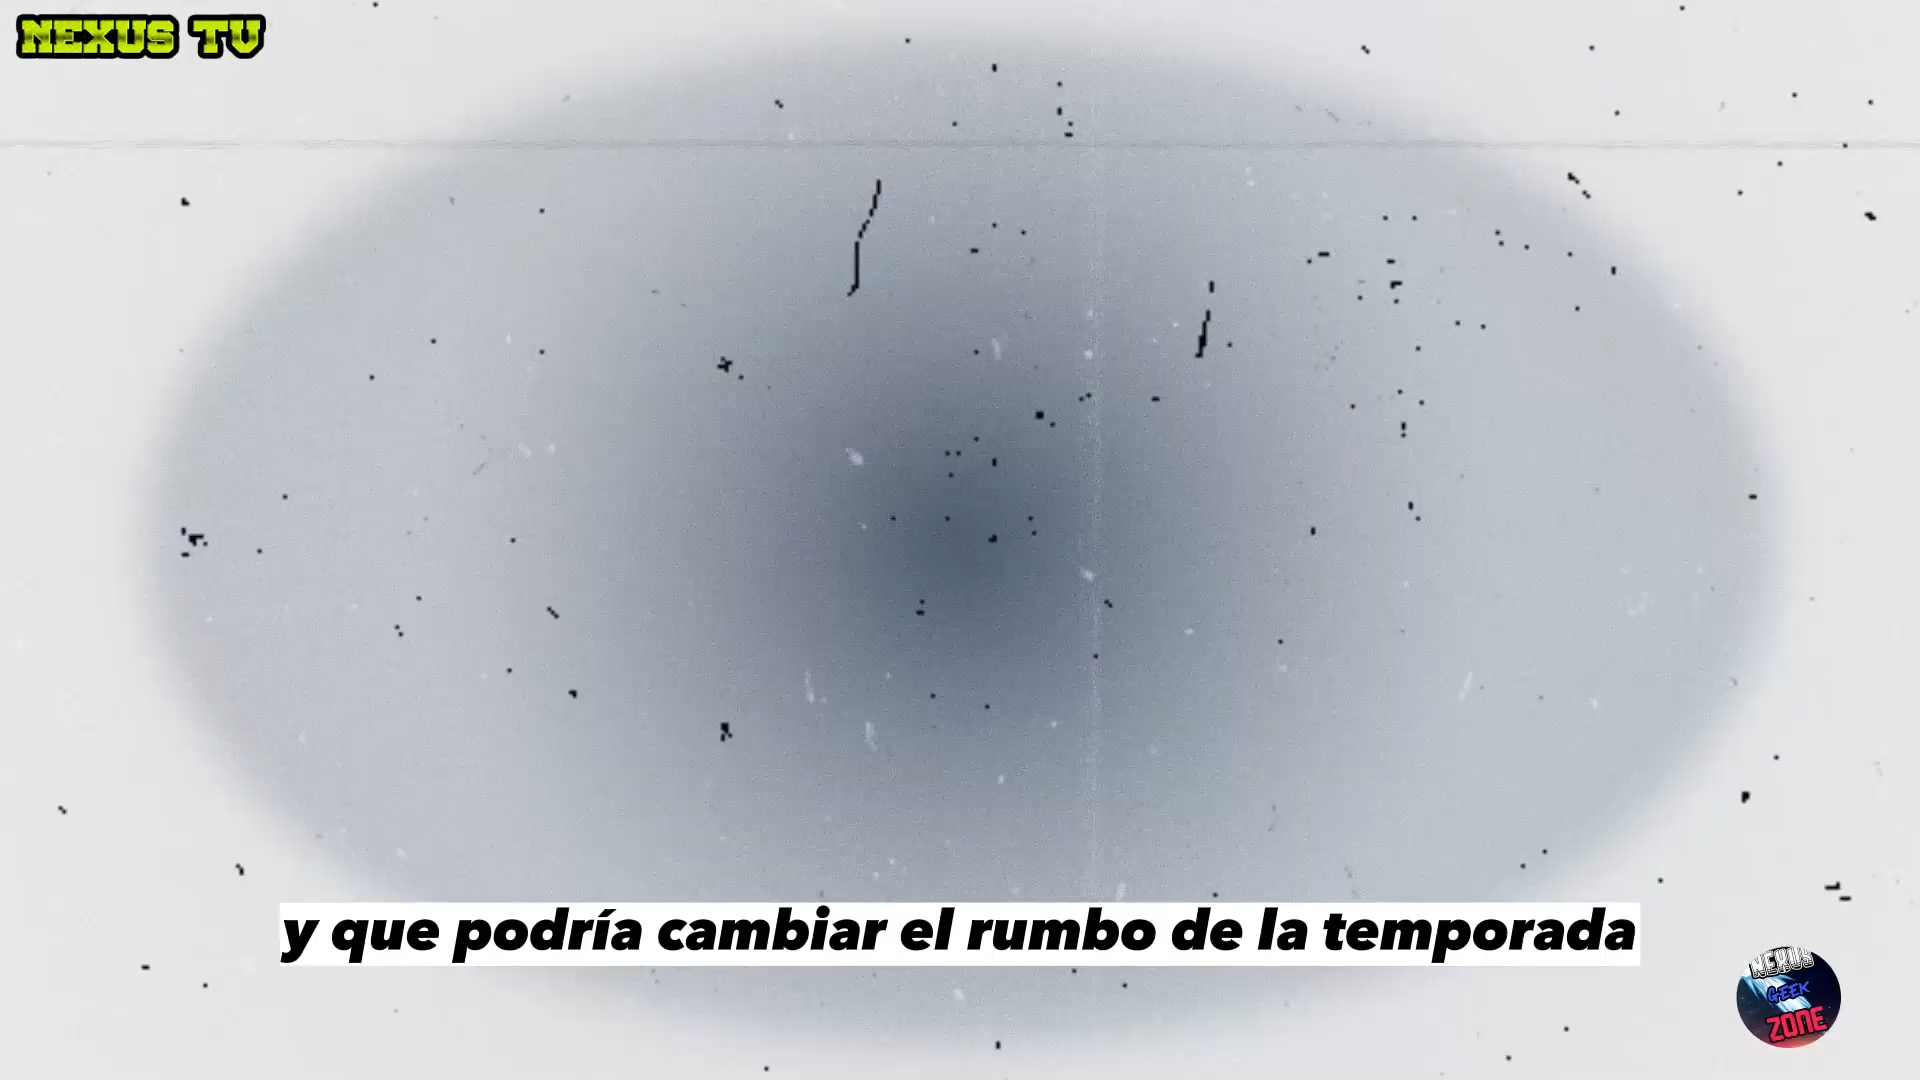 NEXUS TV
y que podría cambiar el rumbo de la temporada
NEXUS
GEEK
ZONE